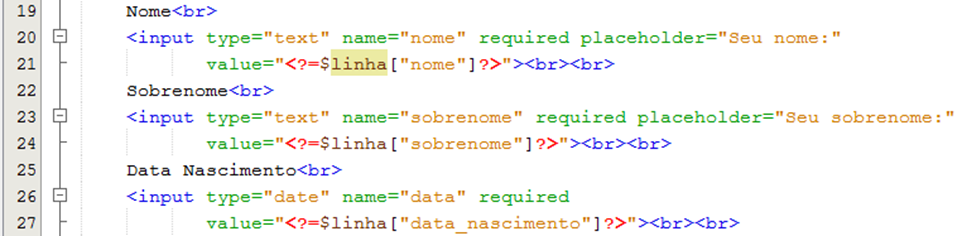 19 Nome<br>
20 <input type="text" name="nome" required placeholder="Seu nome:"
21 value="<?=$linha["nome"]?>"><br><br>
22 Sobrenome<br>
23 <input type="text" name="sobrenome" required placeholder="Seu sobrenome:"
24 value="<?=$linha["sobrenome"]?>"><br><br>
25 Data Nascimento<br>
26 <input type="date" name="data" required
27 value="<?=$linha["data_nascimento"]?>"><br><br>